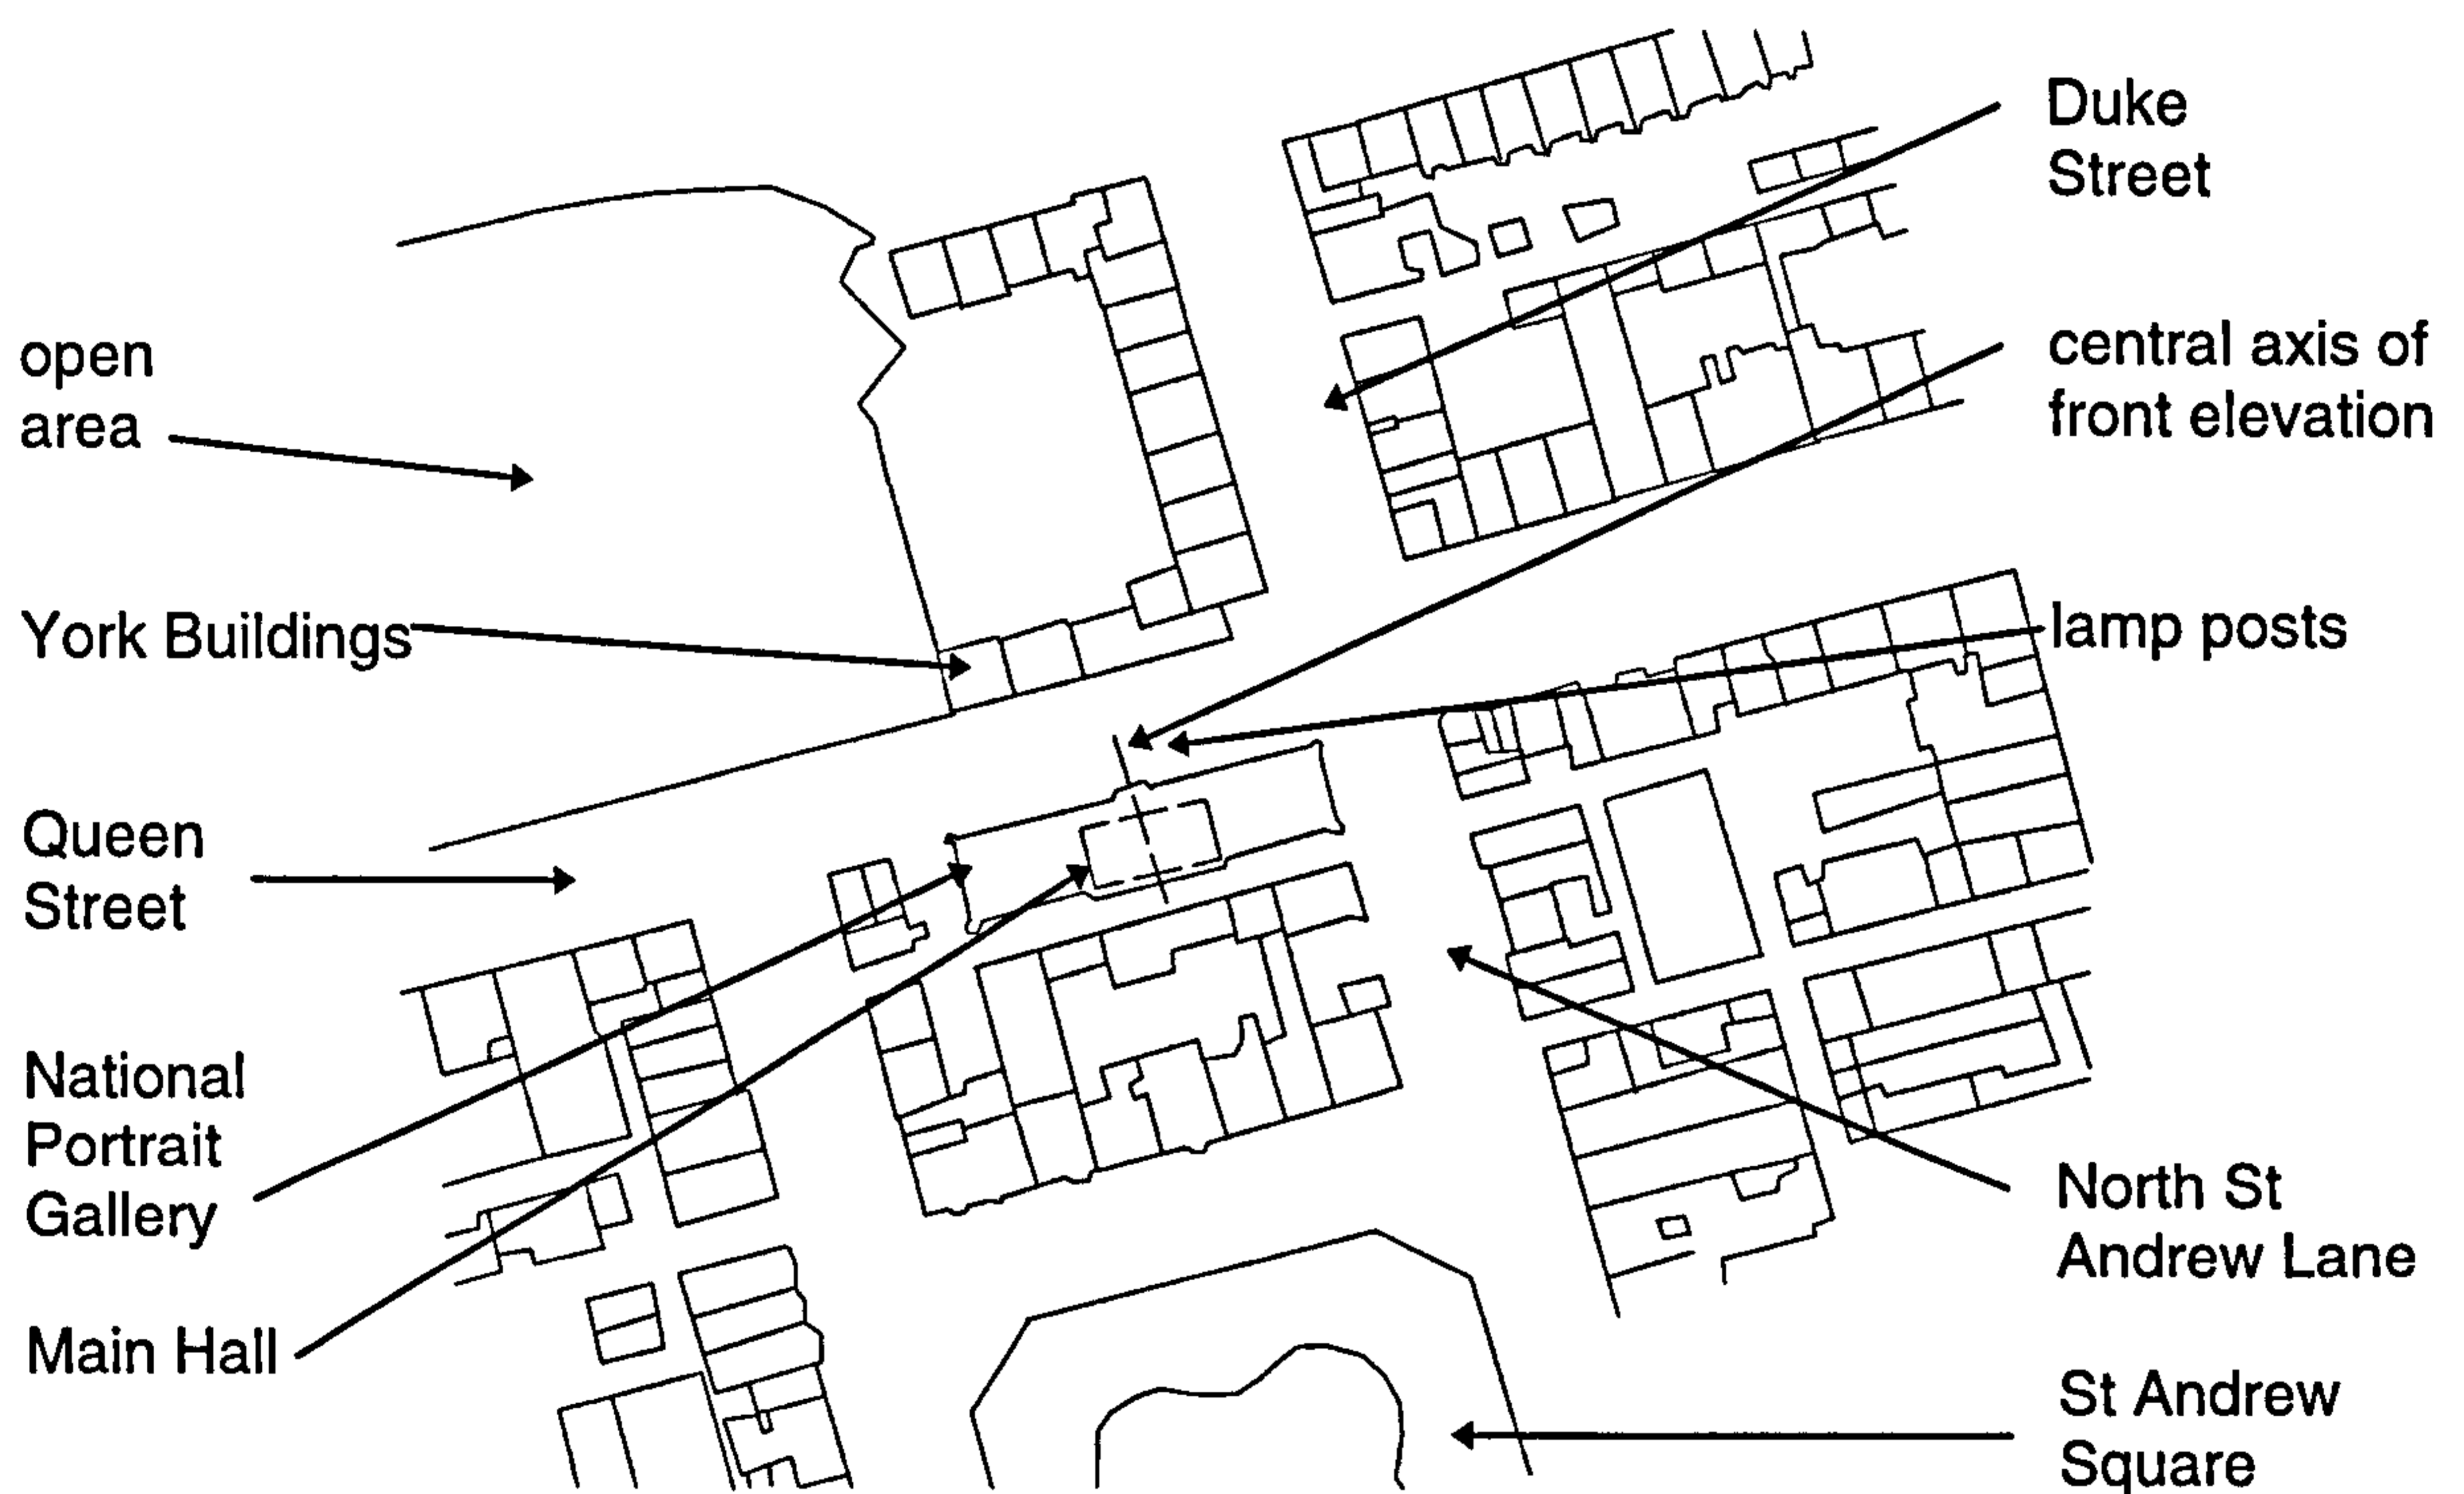 open
area
York Buildings
Queen
Street
National
Portrait
Gallery
Main Hall
Duke
Street
central axis of
front elevation
lamp posts
North St
Andrew Lane
St Andrew
Square